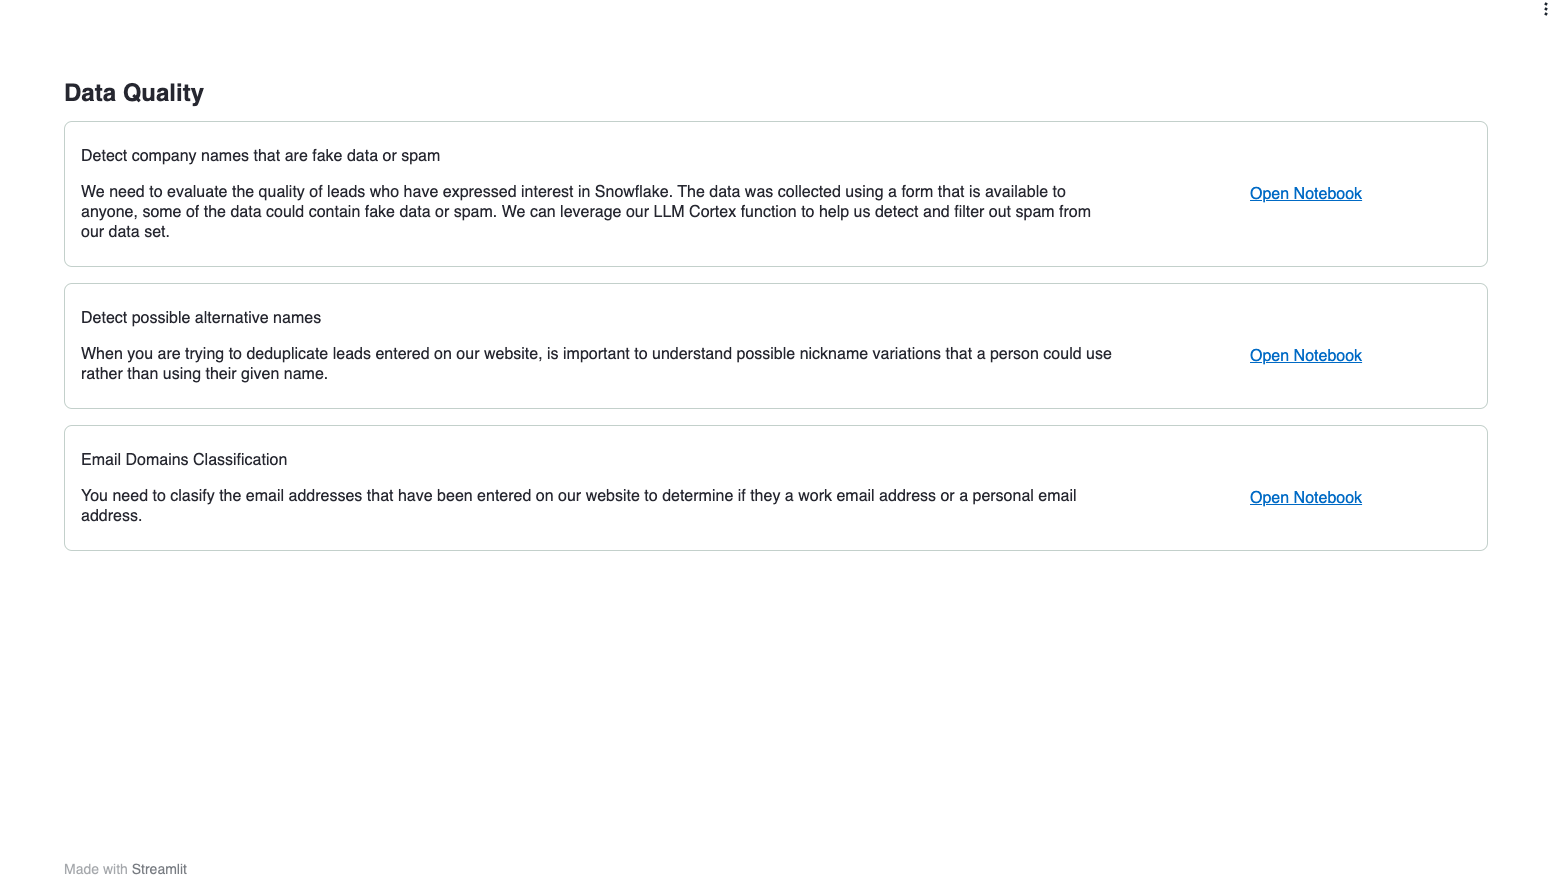 Data Quality
Detect company names that are fake data or spam
We need to evaluate the quality of leads who have expressed interest in Snowflake. The data was collected using a form that is available to
anyone, some of the data could contain fake data or spam. We can leverage our LLM Cortex function to help us detect and filter out spam from
our data set.
Open Notebook
Detect possible alternative names
When you are trying to deduplicate leads entered on our website, is important to understand possible nickname variations that a person could use
rather than using their given name.
Open Notebook
Email Domains Classification
You need to clasify the email addresses that have been entered on our website to determine if they a work email address or a personal email
address.
Open Notebook
Made with Streamlit